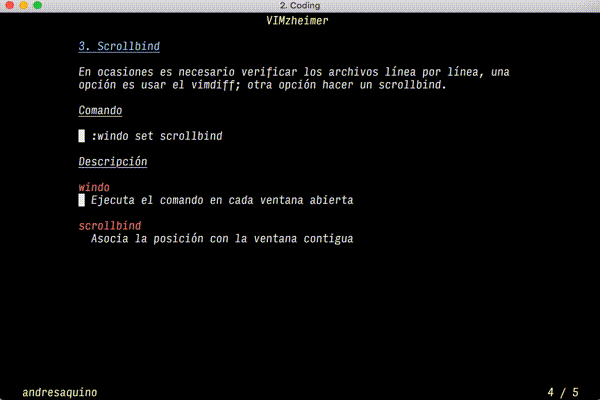 2. Coding
VIMzheimer
3. Scrollbind
En ocasiones es necesario verificar los archivos línea por línea, una
opción es usar el vimdiff; otra opción hacer un scrollbind.
Comando
:windo set scrollbind
Descripción
windo
Ejecuta el comando en cada ventana abierta
scrollbind
Asocia la posición con la ventana contigua
andresaquino
4 / 5